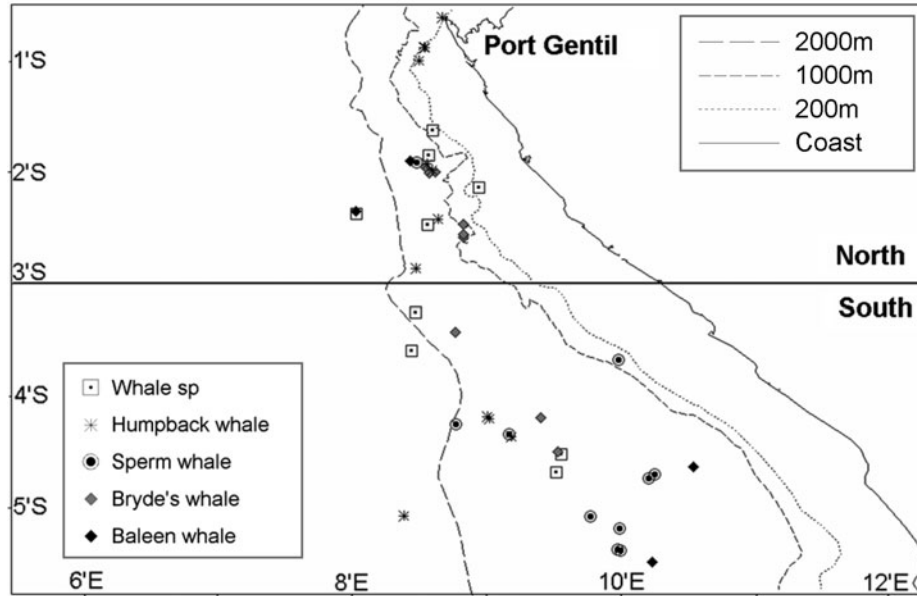 1'S
2'S
3'S
4'S
5'S
6'E
8'E
10'E
12'E
Port Gentil
North
South
2000m
1000m
200m
Coast
Whale sp
Humpback whale
Sperm whale
Bryde's whale
Baleen whale